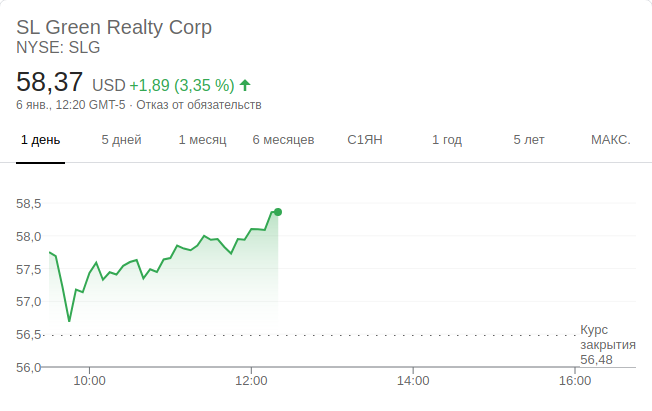 SL Green Realty Corp
NYSE: SLG
58,37 USD +1,89 (3,35 %)
6 янв., 12:20 GMT-5 · Отказ от обязательств
1 день 5 дней 1 месяц 6 месяцев С1ЯН 1 год 5 лет МАКС.
58,5
58,0
57,5
57,0
56,5
56,0
Курс
закрытия
56,48
10:00 12:00 14:00 16:00